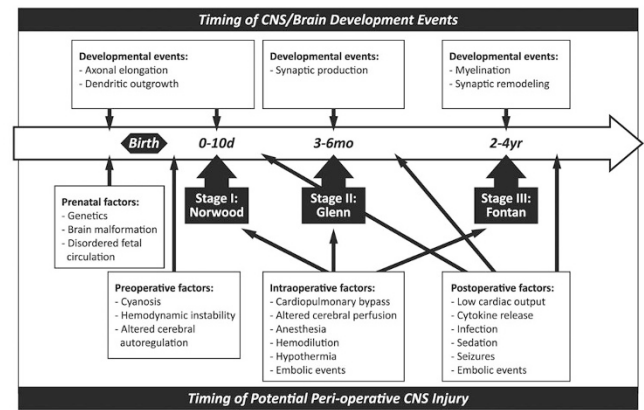 Timing of CNS/Brain Development Events
Developmental events:
- Axonal elongation
- Dendritic outgrowth
Developmental events:
- Synaptic production
Developmental events:
- Myelination
- Synaptic remodeling
Birth
0-10d
3-6mo
2-4yr
Stage I:
Norwood
Stage II:
Glenn
Stage III:
Fontan
Prenatal factors:
- Genetics
- Brain malformation
- Disordered fetal
circulation
Preoperative factors:
- Cyanosis
- Hemodynamic instability
- Altered cerebral
autoregulation
Intraoperative factors:
- Cardiopulmonary bypass
- Altered cerebral perfusion
- Anesthesia
- Hemodilution
- Hypothermia
- Embolic events
Postoperative factors:
- Low cardiac output
- Cytokine release
- Infection
- Sedation
- Seizures
- Embolic events
Timing of Potential Peri-operative CNS Injury